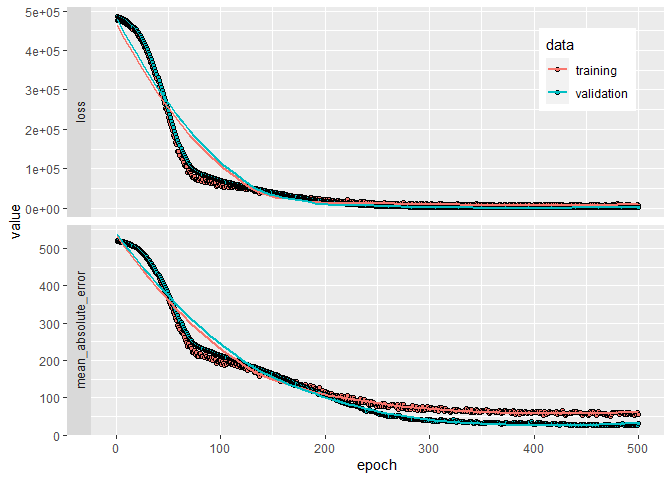 5e+05
4e+05
3e+05
2e+05
1e+05
0e+00
loss
data
training
validation
value
500
400
300
200
100
0
mean_absolute_error
0
100
200
300
400
500
epoch